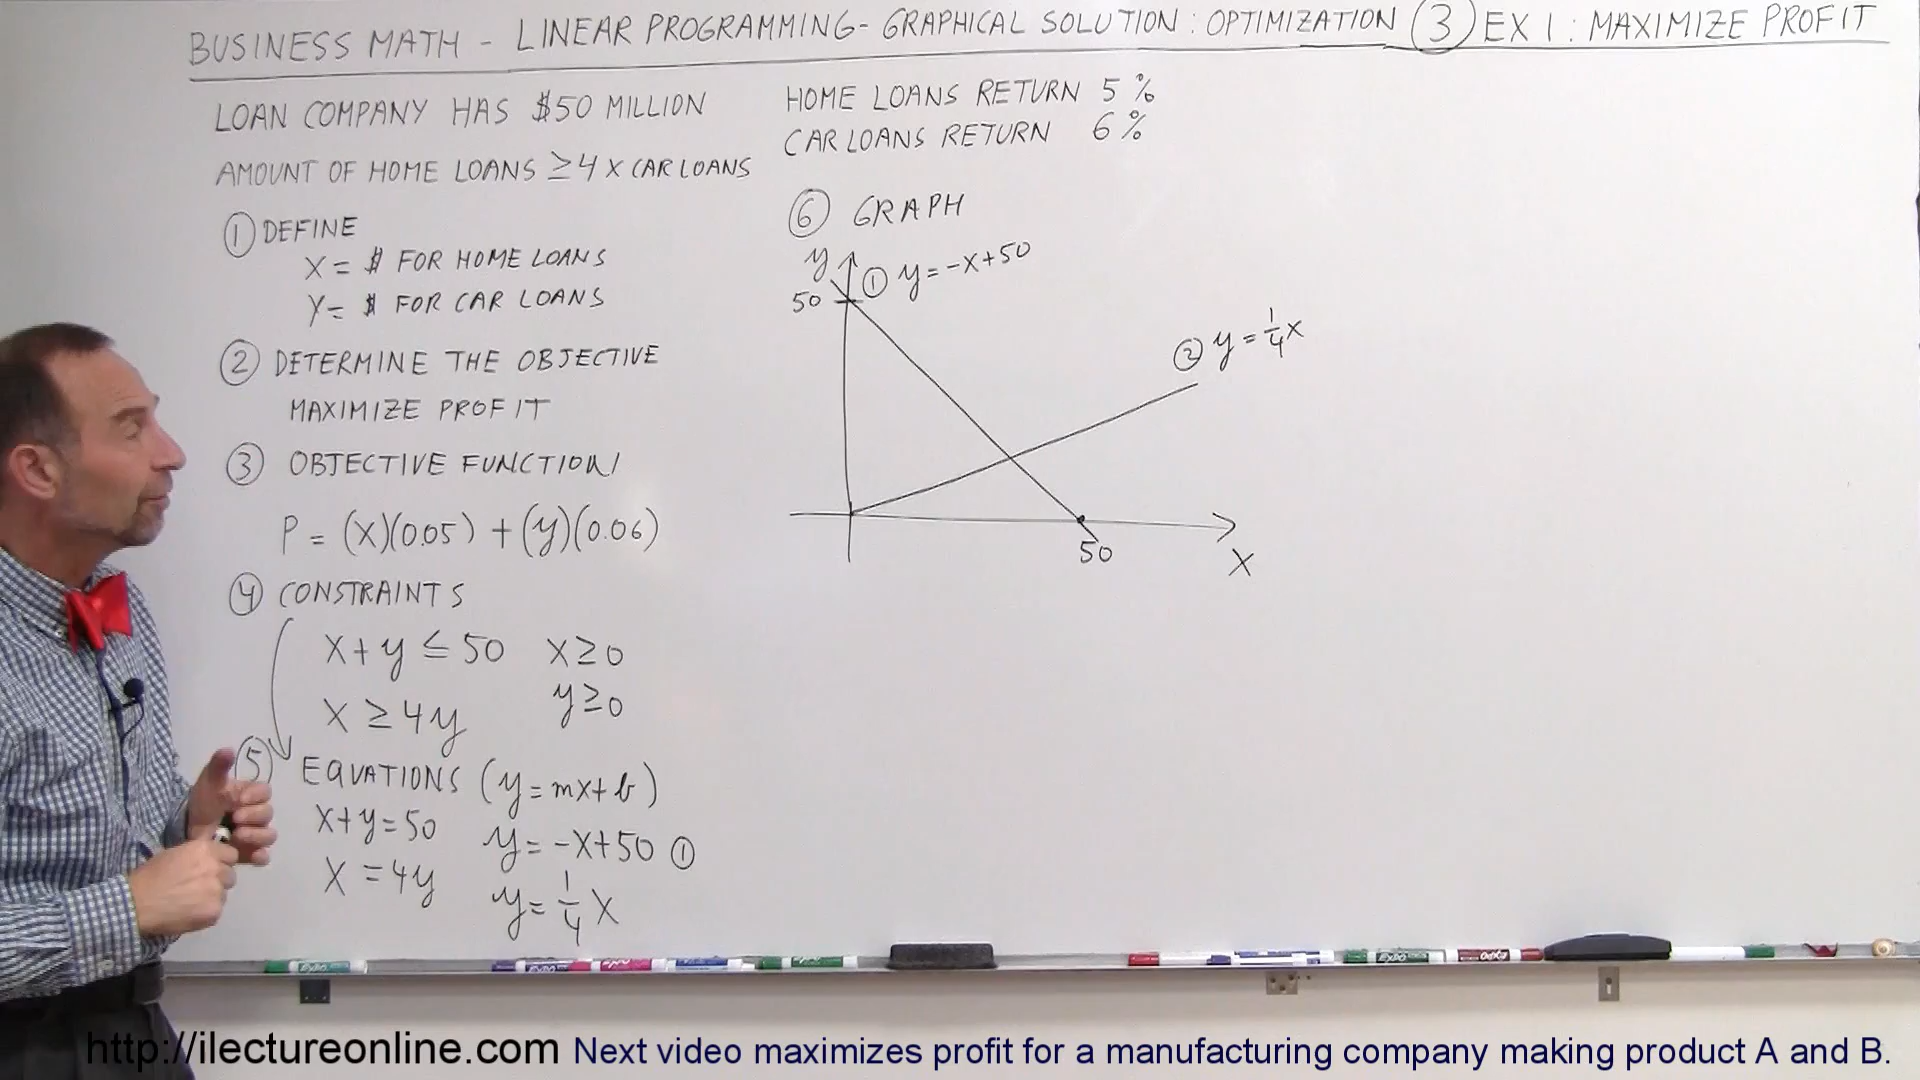 BUSINESS MATH - LINEAR PROGRAMMING - GRAPHICAL SOLUTION: OPTIMIZATION ③ EX 1: MAXIMIZE PROFIT
LOAN COMPANY HAS $50 MILLION
AMOUNT OF HOME LOANS ≥ 4 X CAR LOANS
① DEFINE
X = $ FOR HOME LOANS
Y = $ FOR CAR LOANS
② DETERMINE THE OBJECTIVE
MAXIMIZE PROFIT
③ OBJECTIVE FUNCTION
P = (X)(0.05) + (y)(0.06)
④ CONSTRAINTS
X + y ≤ 50 X ≥ 0
X ≥ 4y y ≥ 0
⑤ EQUATIONS (y = mx + b)
X + y = 50 y = -X + 50 ①
X = 4y y = 1/4 X
HOME LOANS RETURN 5 %
CAR LOANS RETURN 6 %
⑥ GRAPH
y ① y = -X + 50
50
② y = 1/4 X
50
X
EXPO
EXPO
EXPO
EXPO
http://ilectureonline.com Next video maximizes profit for a manufacturing company making product A and B.